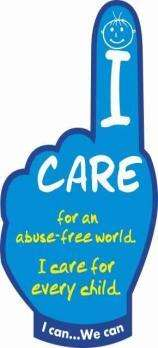 I
CARE
for an
abuse-free world.
I care for
every child.
I can...We can